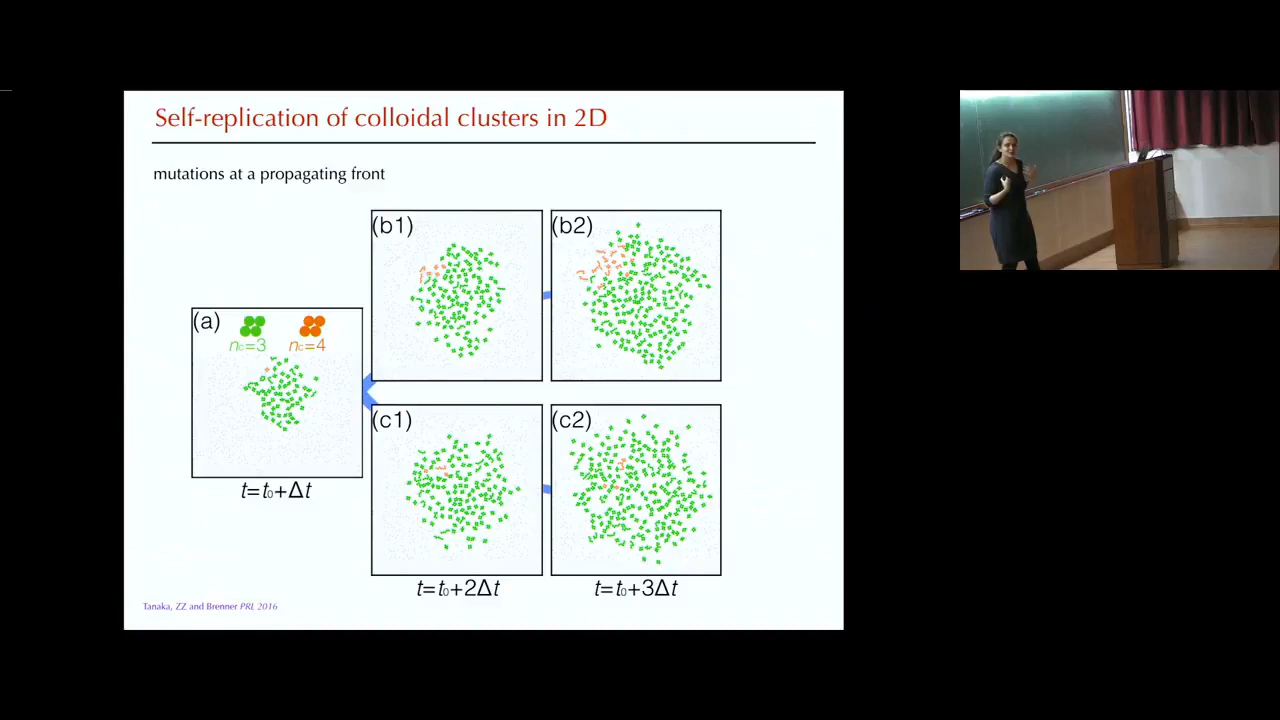 Self-replication of colloidal clusters in 2D
mutations at a propagating front
(b1)
(b2)
(a)
nc=3
nc=4
t=t0+Δt
(c1)
(c2)
t=t0+2Δt
t=t0+3Δt
Tanaka, ZZ and Brenner PRL 2016